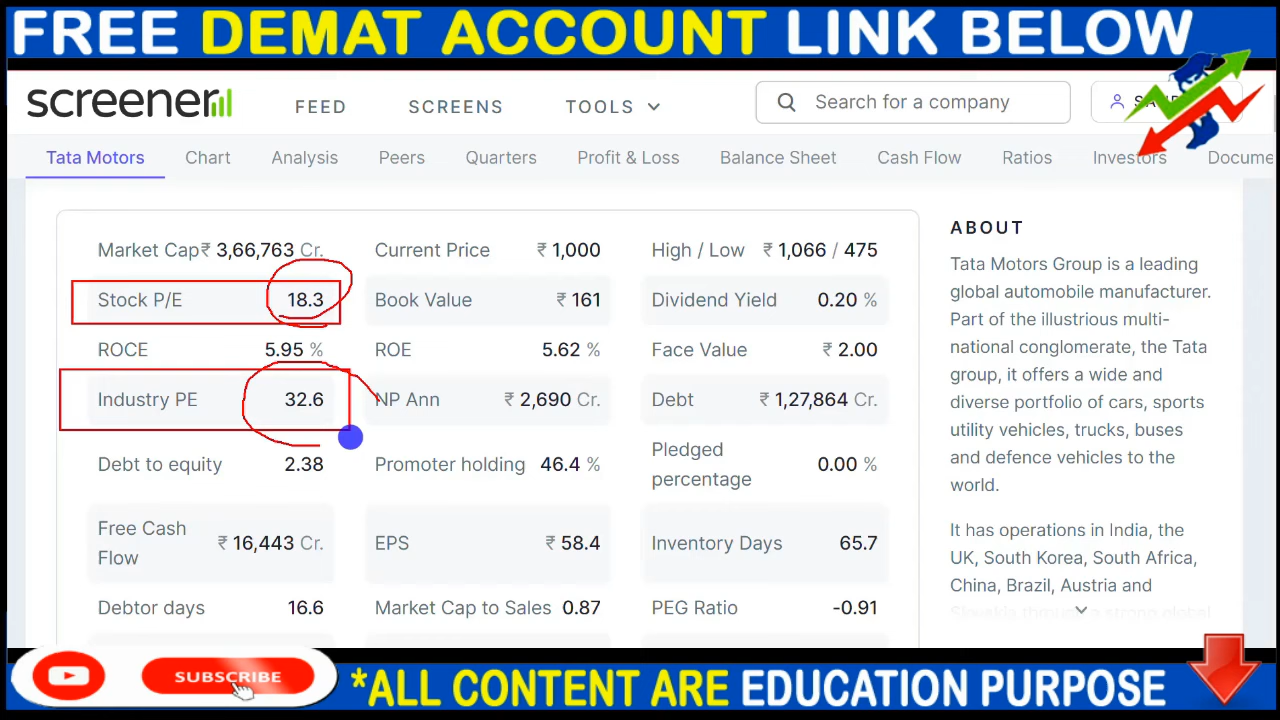 FREE DEMAT ACCOUNT LINK BELOW
screener FEED SCREENS TOOLS Search for a company
Tata Motors Chart Analysis Peers Quarters Profit & Loss Balance Sheet Cash Flow Ratios Investors Docume
Market Cap ₹ 3,66,763 Cr. Current Price ₹ 1,000 High / Low ₹ 1,066 / 475
Stock P/E 18.3 Book Value ₹ 161 Dividend Yield 0.20 %
ROCE 5.95 % ROE 5.62 % Face Value ₹ 2.00
Industry PE 32.6 NP Ann ₹ 2,690 Cr. Debt ₹ 1,27,864 Cr.
Debt to equity 2.38 Promoter holding 46.4 % Pledged
percentage 0.00 %
Free Cash
Flow ₹ 16,443 Cr. EPS ₹ 58.4 Inventory Days 65.7
Debtor days 16.6 Market Cap to Sales 0.87 PEG Ratio -0.91
ABOUT
Tata Motors Group is a leading
global automobile manufacturer.
Part of the illustrious multi-
national conglomerate, the Tata
group, it offers a wide and
diverse portfolio of cars, sports
utility vehicles, trucks, buses
and defence vehicles to the
world.
It has operations in India, the
UK, South Korea, South Africa,
China, Brazil, Austria and
Slovakia through a strong global
SUBSCRIBE
*ALL CONTENT ARE EDUCATION PURPOSE